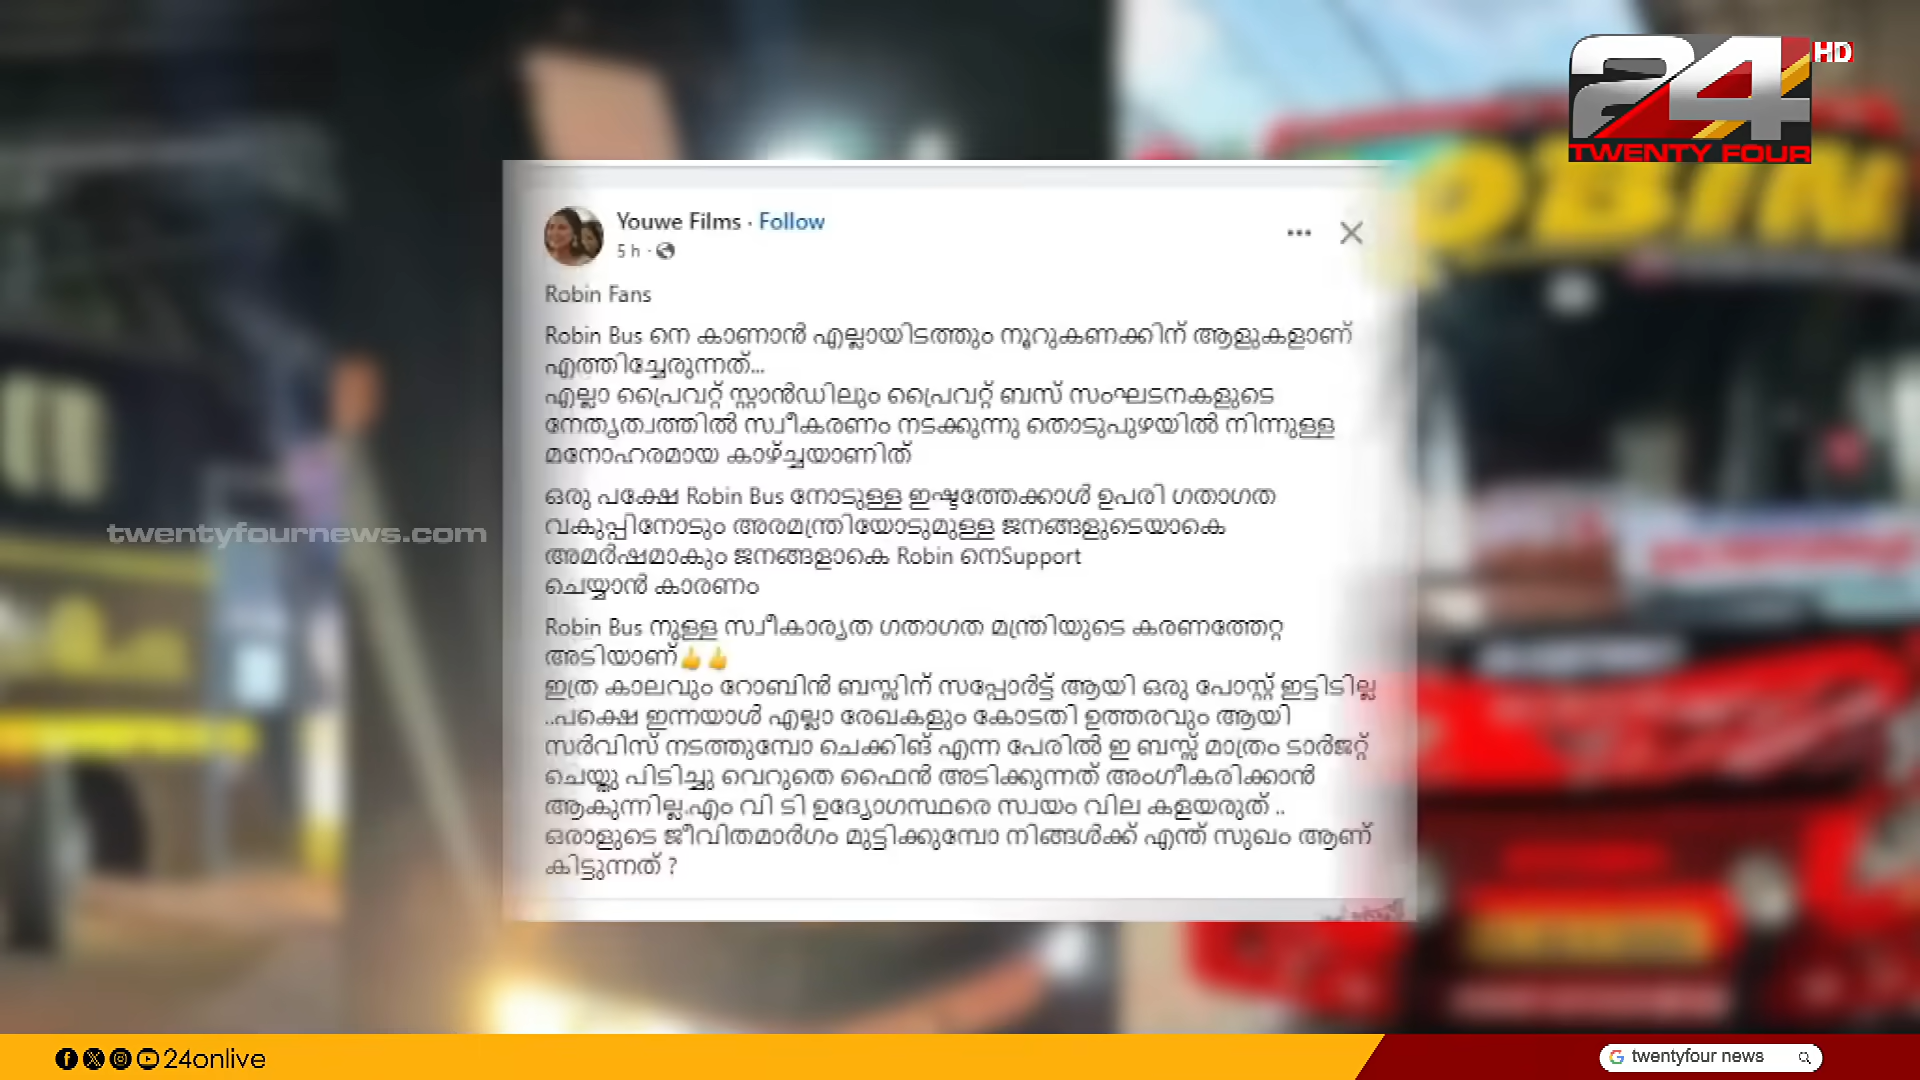 24
HD
TWENTY FOUR
OBIN
Youwe Films · Follow
5 h ·
Robin Fans
Robin Bus നെ കാണാൻ എല്ലായിടത്തും നൂറുകണക്കിന് ആളുകളാണ്
എത്തിച്ചേരുന്നത്...
എല്ലാ പ്രൈവറ്റ് സ്റ്റാൻഡിലും പ്രൈവറ്റ് ബസ് സംഘടനകളുടെ
നേതൃത്വത്തിൽ സ്വീകരണം നടക്കുന്നു തൊടുപുഴയിൽ നിന്നുള്ള
മനോഹരമായ കാഴ്ച്ചയാണിത്
ഒരു പക്ഷേ Robin Bus നോടുള്ള ഇഷ്ടത്തേക്കാൾ ഉപരി ഗതാഗത
വകുപ്പിനോടും അരമന്ത്രിയോടുമുള്ള ജനങ്ങളുടെയാകെ
അമർഷമാകും ജനങ്ങളാകെ Robin നെSupport
ചെയ്യാൻ കാരണം
Robin Bus നുള്ള സ്വീകാര്യത ഗതാഗത മന്ത്രിയുടെ കരണത്തേറ്റ
അടിയാണ്👍👍
ഇത്ര കാലവും റോബിൻ ബസ്സിന് സപ്പോർട്ട് ആയി ഒരു പോസ്റ്റ് ഇട്ടിടില്ല
..പക്ഷെ ഇന്നയാൾ എല്ലാ രേഖകളും കോടതി ഉത്തരവും ആയി
സർവിസ് നടത്തുമ്പോ ചെക്കിങ് എന്ന പേരിൽ ഇ ബസ്സ് മാത്രം ടാർജറ്റ്
ചെയ്തു പിടിച്ചു വെറുതെ ഫൈൻ അടിക്കുന്നത് അംഗീകരിക്കാൻ
ആകുന്നില്ല.എം വി ടി ഉദ്യോഗസ്ഥരെ സ്വയം വില കളയരുത് ..
ഒരാളുടെ ജീവിതമാർഗം മുട്ടിക്കുമ്പോ നിങ്ങൾക്ക് എന്ത് സുഖം ആണ്
കിട്ടുന്നത് ?
twentyfournews.com
24onlive
twentyfour news